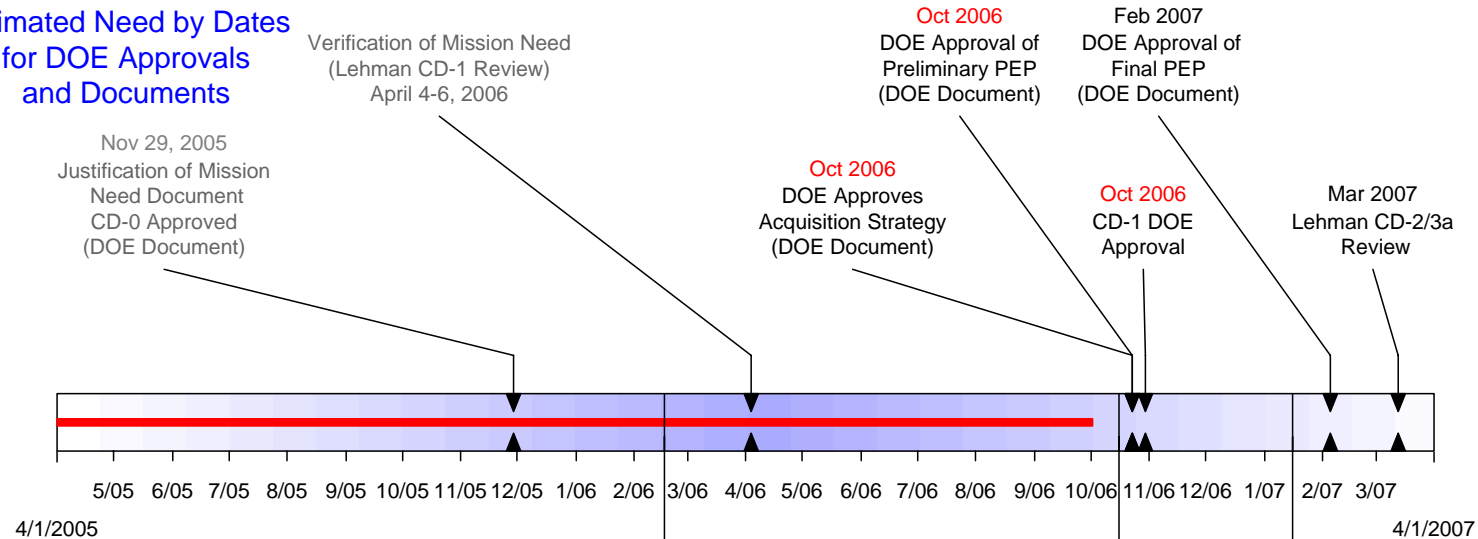 imated Need by Dates
for DOE Approvals
and Documents
Verification of Mission Need
(Lehman CD-1 Review)
April 4-6, 2006
Oct 2006
DOE Approval of
Preliminary PEP
(DOE Document)
Feb 2007
DOE Approval of
Final PEP
(DOE Document)
Nov 29, 2005
Justification of Mission
Need Document
CD-0 Approved
(DOE Document)
Oct 2006
DOE Approves
Acquisition Strategy
(DOE Document)
Oct 2006
CD-1 DOE
Approval
Mar 2007
Lehman CD-2/3a
Review
5/05 6/05 7/05 8/05 9/05 10/05 11/05 12/05 1/06 2/06 3/06 4/06 5/06 6/06 7/06 8/06 9/06 10/06 11/06 12/06 1/07 2/07 3/07
4/1/2005 4/1/2007